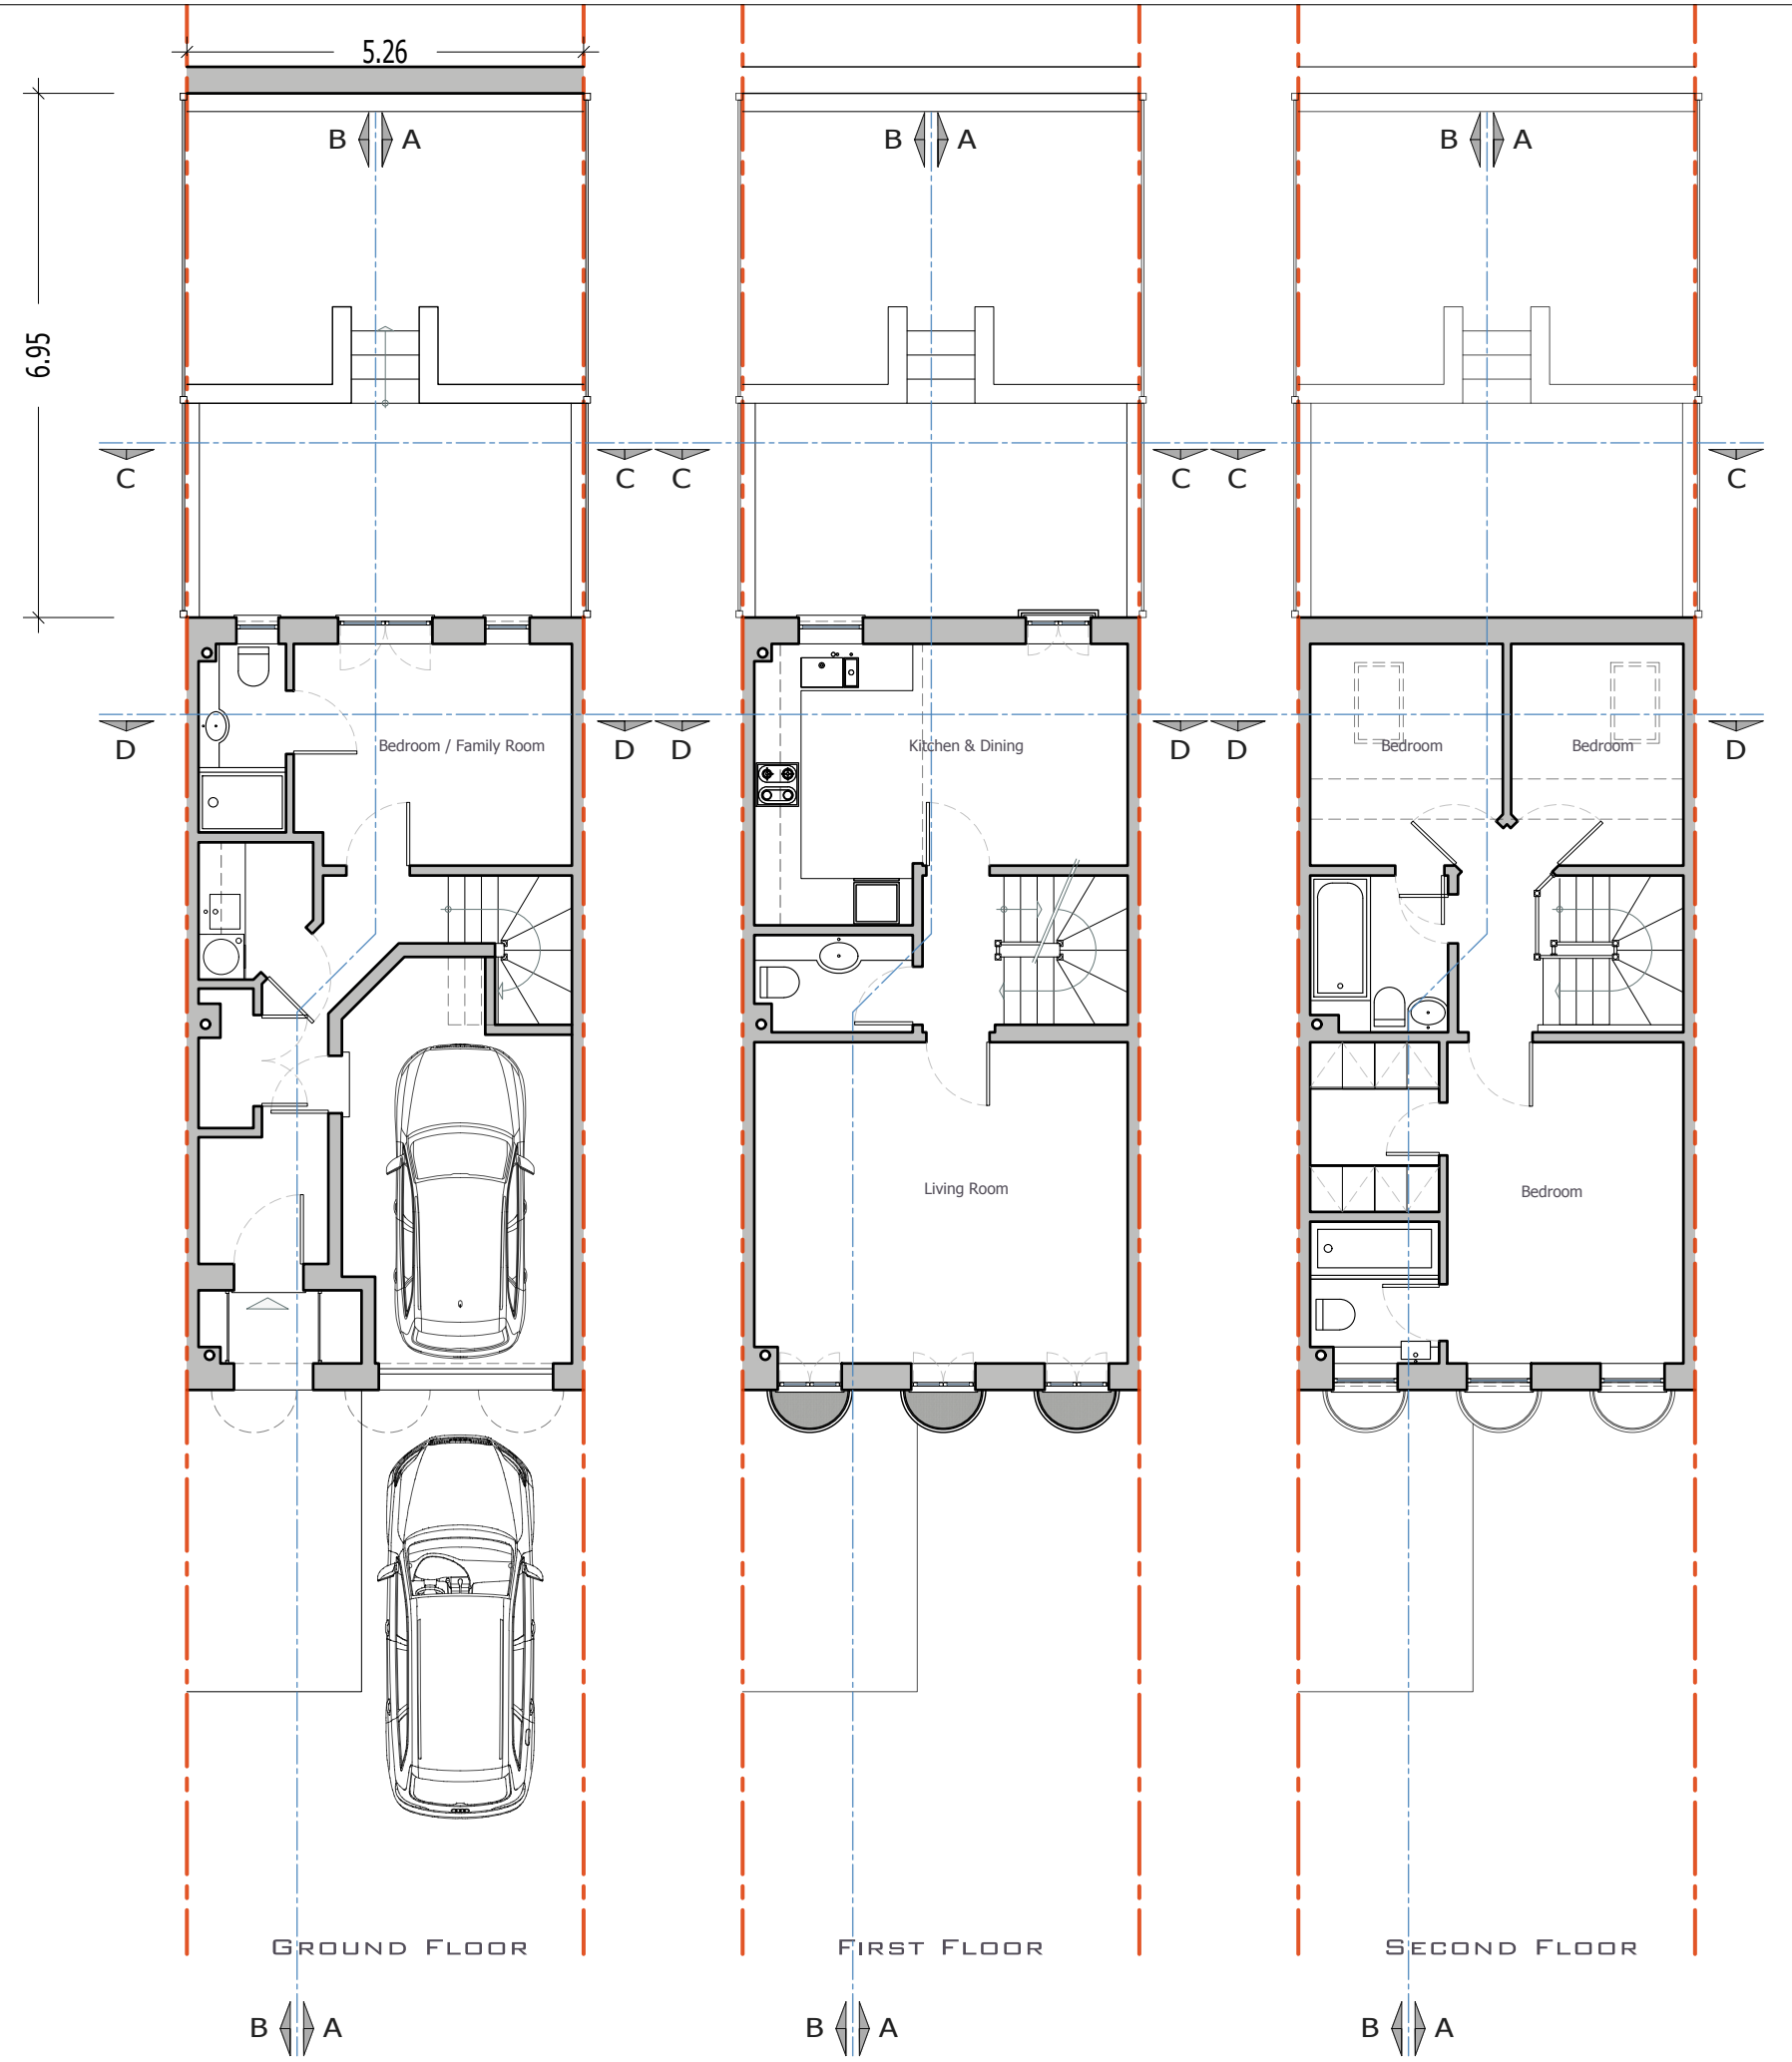 5.26
B A B A B A
6.95
C C C C C C
D D D D D D
Bedroom / Family Room
Kitchen & Dining
Bedroom
Bedroom
Living Room
Bedroom
GROUND FLOOR
FIRST FLOOR
SECOND FLOOR
B A B A B A